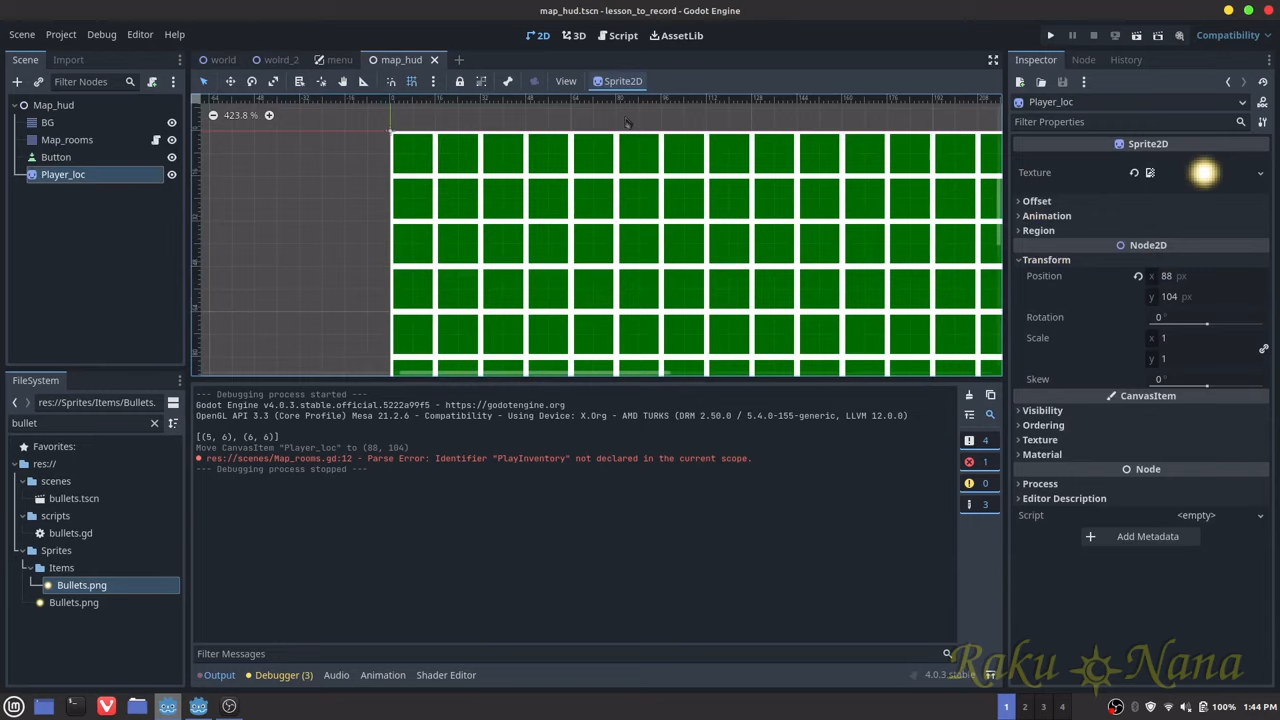 map_hud.tscn - lesson_to_record - Godot Engine
Scene Project Debug Editor Help
2D 3D Script AssetLib
Compatibility
Scene Import
world wolrd_2 menu map_hud
Inspector Node History
Filter Nodes
View Sprite2D
Player_loc
Filter Properties
Map_hud
BG
Map_rooms
Button
Player_loc
423.8 %
Sprite2D
Texture
Offset
Animation
Region
Node2D
Transform
Position x 88 px
y 104 px
Rotation 0 °
Scale x 1
y 1
Skew 0 °
CanvasItem
Visibility
Ordering
Texture
Material
Node
Process
Editor Description
Script <empty>
Add Metadata
FileSystem
res://Sprites/Items/Bullets.
bullet
Favorites:
res://
scenes
bullets.tscn
scripts
bullets.gd
Sprites
Items
Bullets.png
Bullets.png
--- Debugging process started ---
Godot Engine v4.0.3.stable.official.5222a99f5 - https://godotengine.org
OpenGL API 3.3 (Core Profile) Mesa 21.2.6 - Compatibility - Using Device: X.Org - AMD TURKS (DRM 2.50.0 / 5.4.0-155-generic, LLVM 12.0.0)
[(5, 6), (6, 6)]
Move CanvasItem "Player_loc" to (88, 104)
res://scenes/Map_rooms.gd:12 - Parse Error: Identifier "PlayInventory" not declared in the current scope.
--- Debugging process stopped ---
4
1
0
3
Filter Messages
Output Debugger (3) Audio Animation Shader Editor
4.0.3.stable
Raku Nana
1 2 3 4
100% 1:44 PM